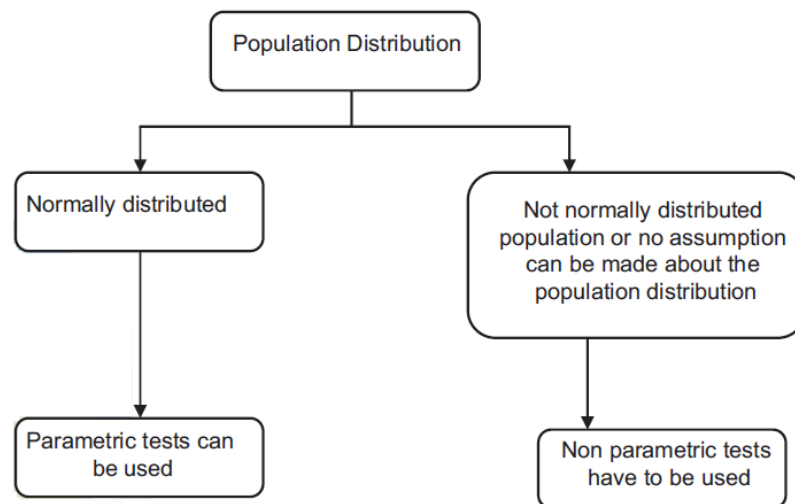 Population Distribution
Normally distributed
Not normally distributed
population or no assumption
can be made about the
population distribution
Parametric tests can
be used
Non parametric tests
have to be used